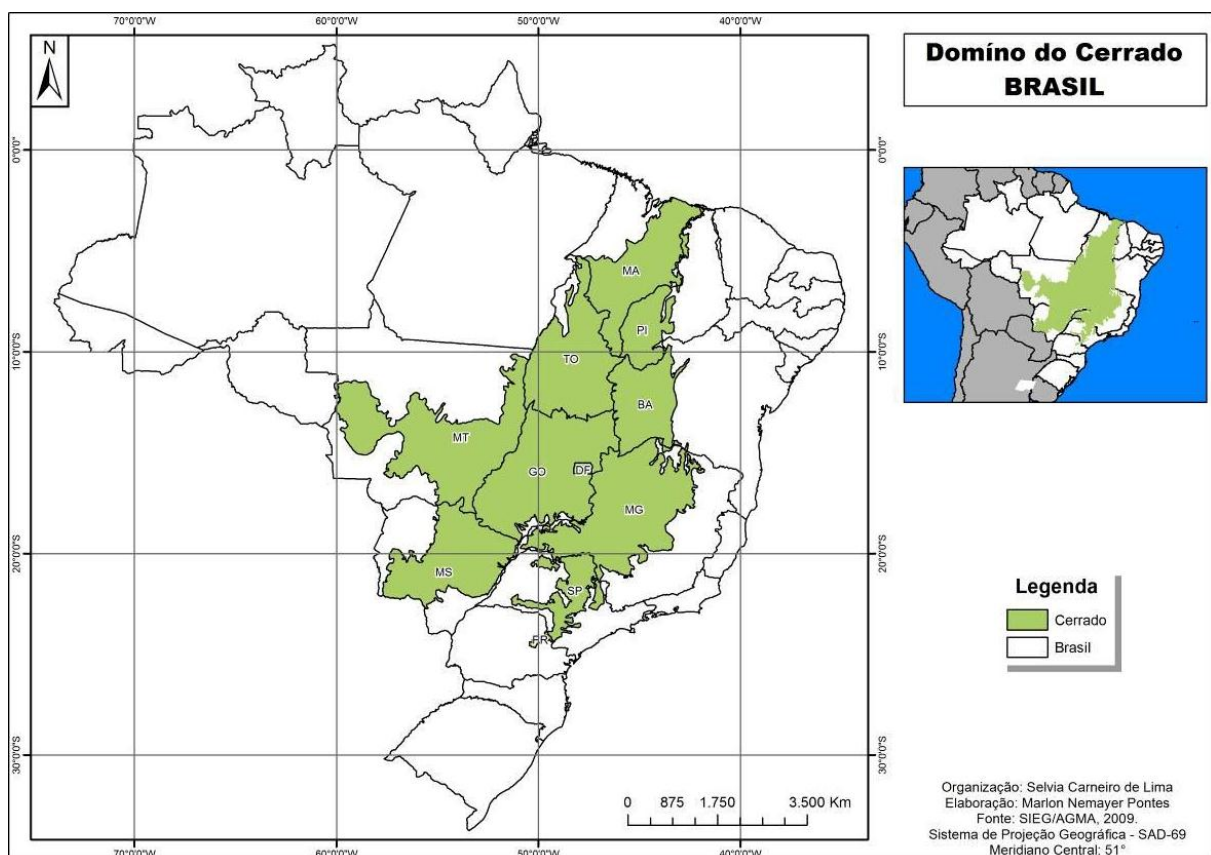 70°0'0"W 60°0'0"W 50°0'0"W 40°0'0"W
N
Domíno do Cerrado
BRASIL
0°0'0" 0°0'0"
MA
PI
10°0'0"S 10°0'0"S
TO
BA
MT
GO
DF
MG
20°0'0"S 20°0'0"S
MS
SP
PR
Legenda
Cerrado
Brasil
30°0'0"S 30°0'0"S
0 875 1.750 3.500 Km
Organização: Selvia Carneiro de Lima
Elaboração: Marlon Nemayer Pontes
Fonte: SIEG/AGMA, 2009.
Sistema de Projeção Geográfica - SAD-69
Meridiano Central: 51°
70°0'0"W 60°0'0"W 50°0'0"W 40°0'0"W